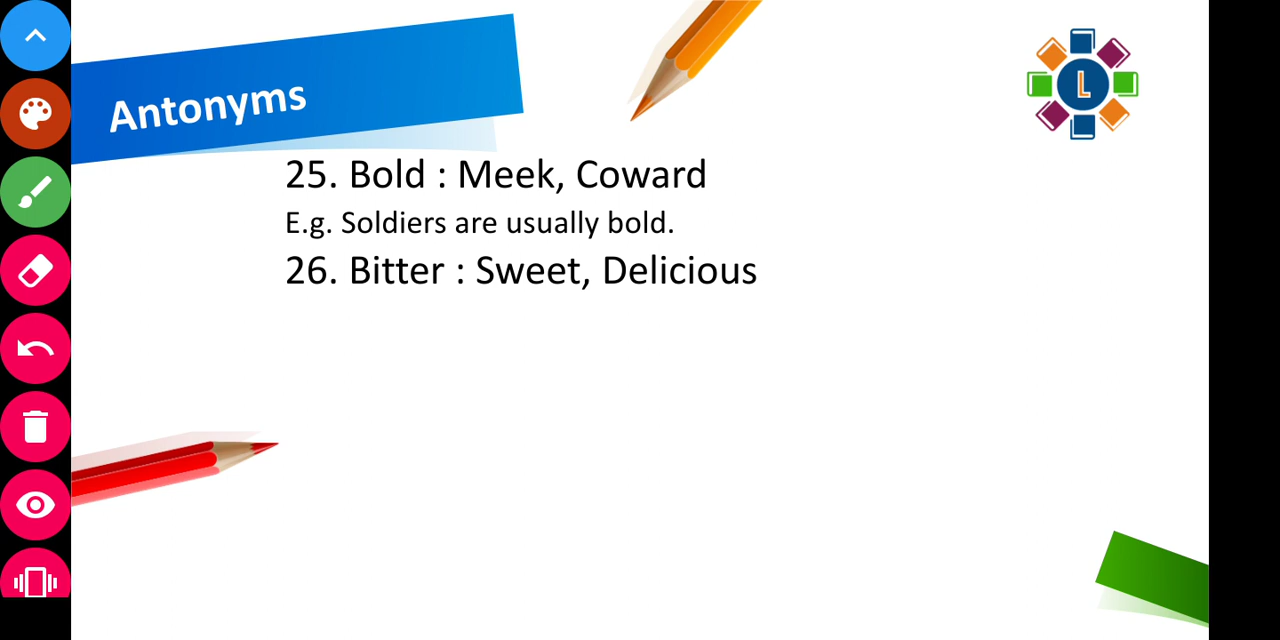 Antonyms
L
25. Bold : Meek, Coward
E.g. Soldiers are usually bold.
26. Bitter : Sweet, Delicious